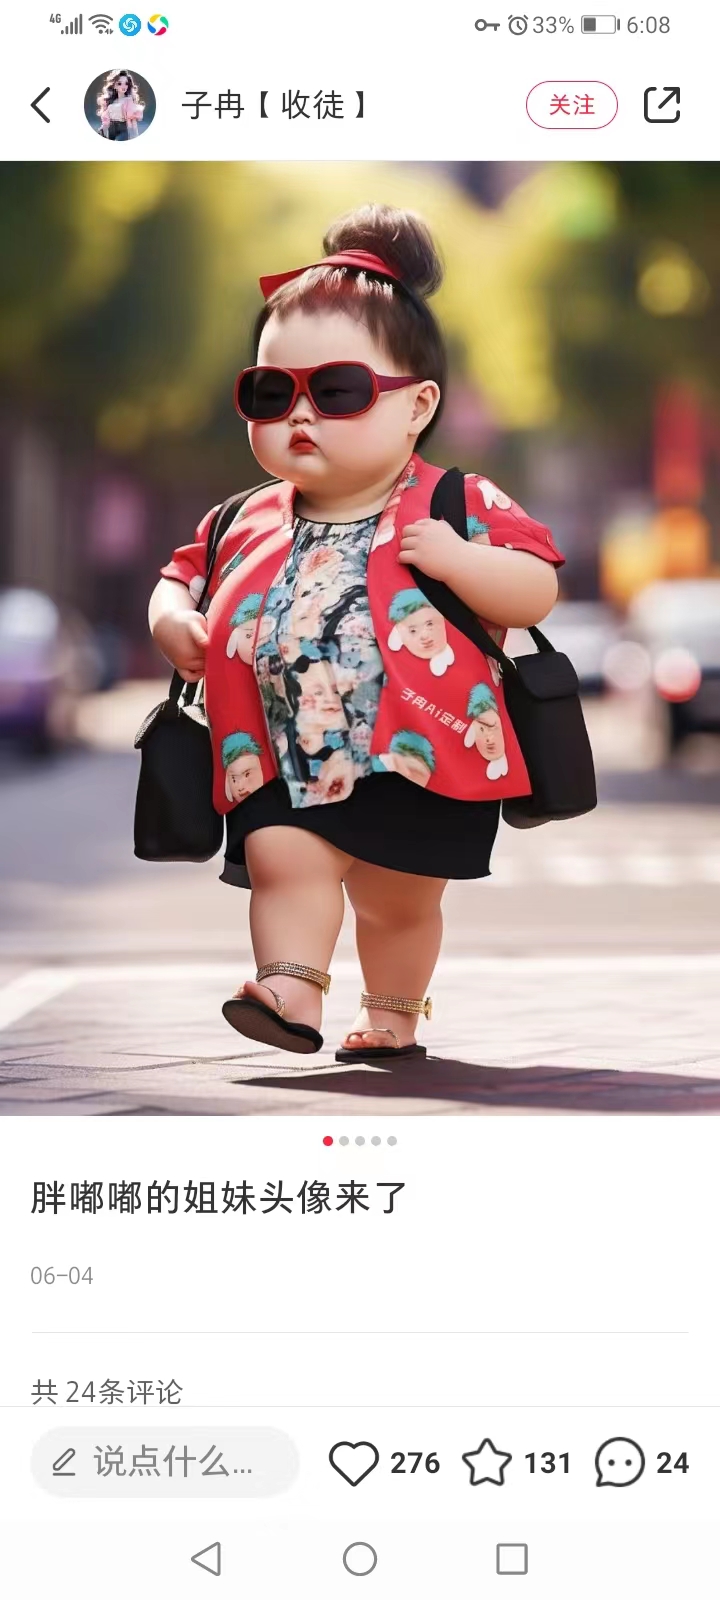 4G 33% 6:08
子冉【收徒】 关注
子冉Ai定制
胖嘟嘟的姐妹头像来了
06-04
共 24条评论
说点什么... 276 131 24